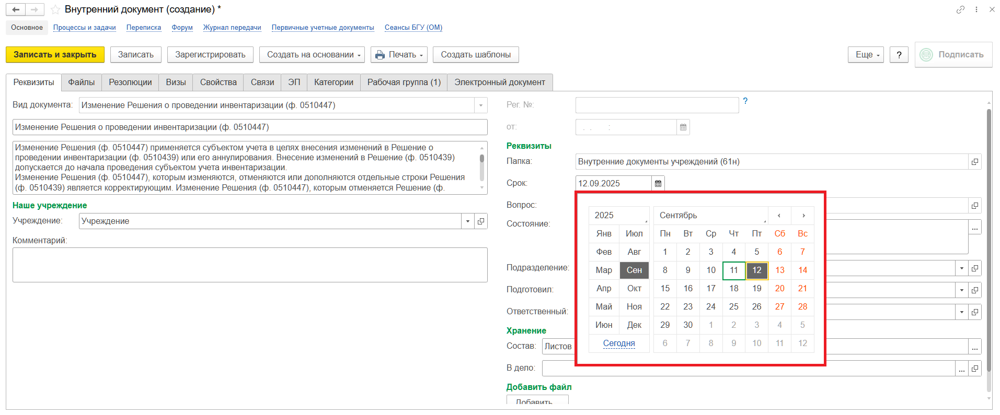 Внутренний документ (создание) *
Основное Процессы и задачи Переписка Форум Журнал передачи Первичные учетные документы Сеансы БГУ (ОМ)
Записать и закрыть Записать Зарегистрировать Создать на основании Печать Создать шаблоны Еще ? Подписать
Реквизиты Файлы Резолюции Визы Свойства Связи ЭП Категории Рабочая группа (1) Электронный документ
Вид документа: Изменение Решения о проведении инвентаризации (ф. 0510447)
Изменение Решения о проведении инвентаризации (ф. 0510447)
Изменение Решения (ф. 0510447) применяется субъектом учета в целях внесения изменений в Решение о
проведении инвентаризации (ф. 0510439) или его аннулирования. Внесение изменений в Решение (ф. 0510439)
допускается до начала проведения субъектом учета инвентаризации.
Изменение Решения (ф. 0510447), которым изменяются, отменяются или дополняются отдельные строки Решения
(ф. 0510439) является корректирующим. Изменение Решения (ф. 0510447), которым отменяется Решение (ф.
Наше учреждение
Учреждение: Учреждение
Комментарий:
Рег. №: ?
от: . . :
Реквизиты
Папка: Внутренние документы учреждений (61н)
Срок: 12.09.2025
Вопрос:
Состояние: ...
Подразделение:
Подготовил:
Ответственный:
Хранение
Состав: Листов ...
В дело: ...
Добавить файл
Добавить...
2025 Сентябрь ‹ ›
Янв Июл Пн Вт Ср Чт Пт Сб Вс
Фев Авг 1 2 3 4 5 6 7
Мар Сен 8 9 10 11 12 13 14
Апр Окт 15 16 17 18 19 20 21
Май Ноя 22 23 24 25 26 27 28
Июн Дек 29 30 1 2 3 4 5
Сегодня 6 7 8 9 10 11 12